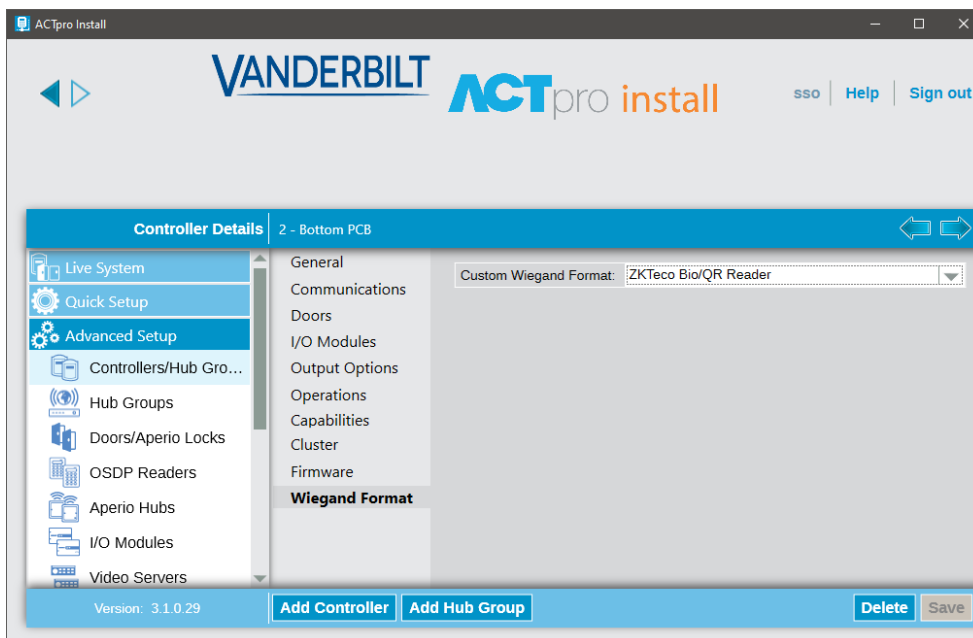 ACTpro Install
VANDERBILT
ACTpro install
sso Help Sign out
Controller Details 2 - Bottom PCB
Live System
Quick Setup
Advanced Setup
Controllers/Hub Gro...
Hub Groups
Doors/Aperio Locks
OSDP Readers
Aperio Hubs
I/O Modules
Video Servers
General
Communications
Doors
I/O Modules
Output Options
Operations
Capabilities
Cluster
Firmware
Wiegand Format
Custom Wiegand Format: ZKTeco Bio/QR Reader
Version: 3.1.0.29
Add Controller Add Hub Group Delete Save